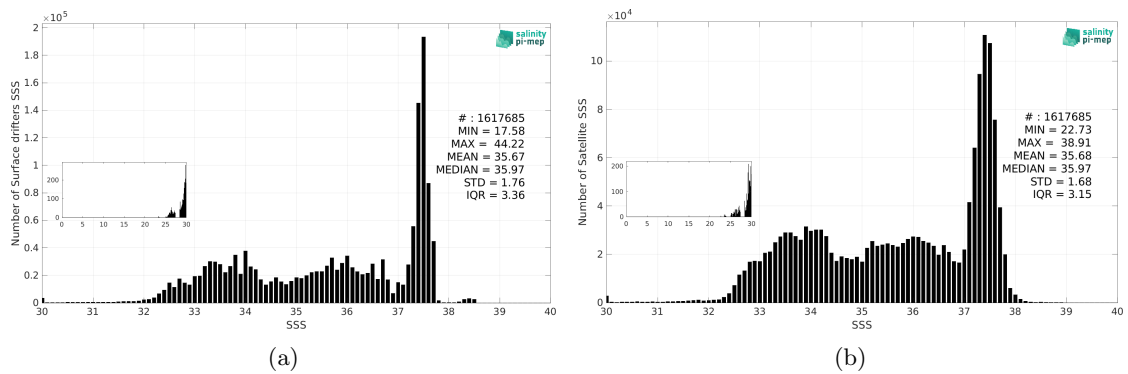 ×10⁵
salinity
pi-mep
Number of Surface drifters SSS
2
1.8
1.6
1.4
1.2
1
0.8
0.6
0.4
0.2
0
# : 1617685
MIN = 17.58
MAX = 44.22
MEAN = 35.67
MEDIAN = 35.97
STD = 1.76
IQR = 3.36
200
100
0
0 5 10 15 20 25 30
30 31 32 33 34 35 36 37 38 39 40
SSS
(a)
×10⁴
salinity
pi-mep
Number of Satellite SSS
10
8
6
4
2
0
# : 1617685
MIN = 22.73
MAX = 38.91
MEAN = 35.68
MEDIAN = 35.97
STD = 1.68
IQR = 3.15
200
100
0
0 5 10 15 20 25 30
30 31 32 33 34 35 36 37 38 39 40
SSS
(b)